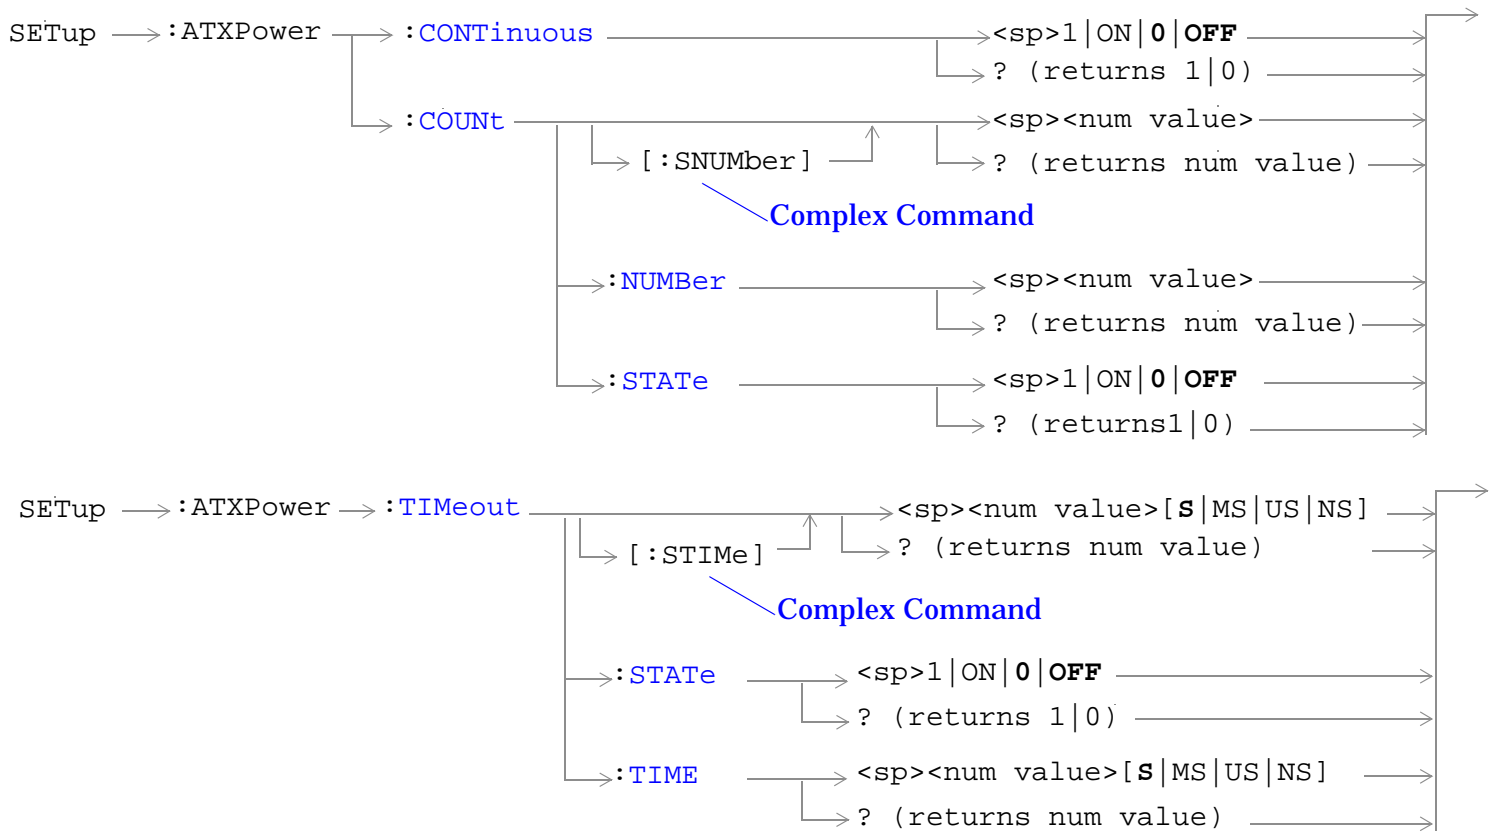 SETup :ATXPower :CONTinuous <sp>1|ON|0|OFF
? (returns 1|0)
:COUNt <sp><num value>
[:SNUMber] ? (returns num value)
Complex Command
:NUMBer <sp><num value>
? (returns num value)
:STATe <sp>1|ON|0|OFF
? (returns1|0)
SETup :ATXPower :TIMeout <sp><num value>[S|MS|US|NS]
[:STIMe] ? (returns num value)
Complex Command
:STATe <sp>1|ON|0|OFF
? (returns 1|0)
:TIME <sp><num value>[S|MS|US|NS]
? (returns num value)